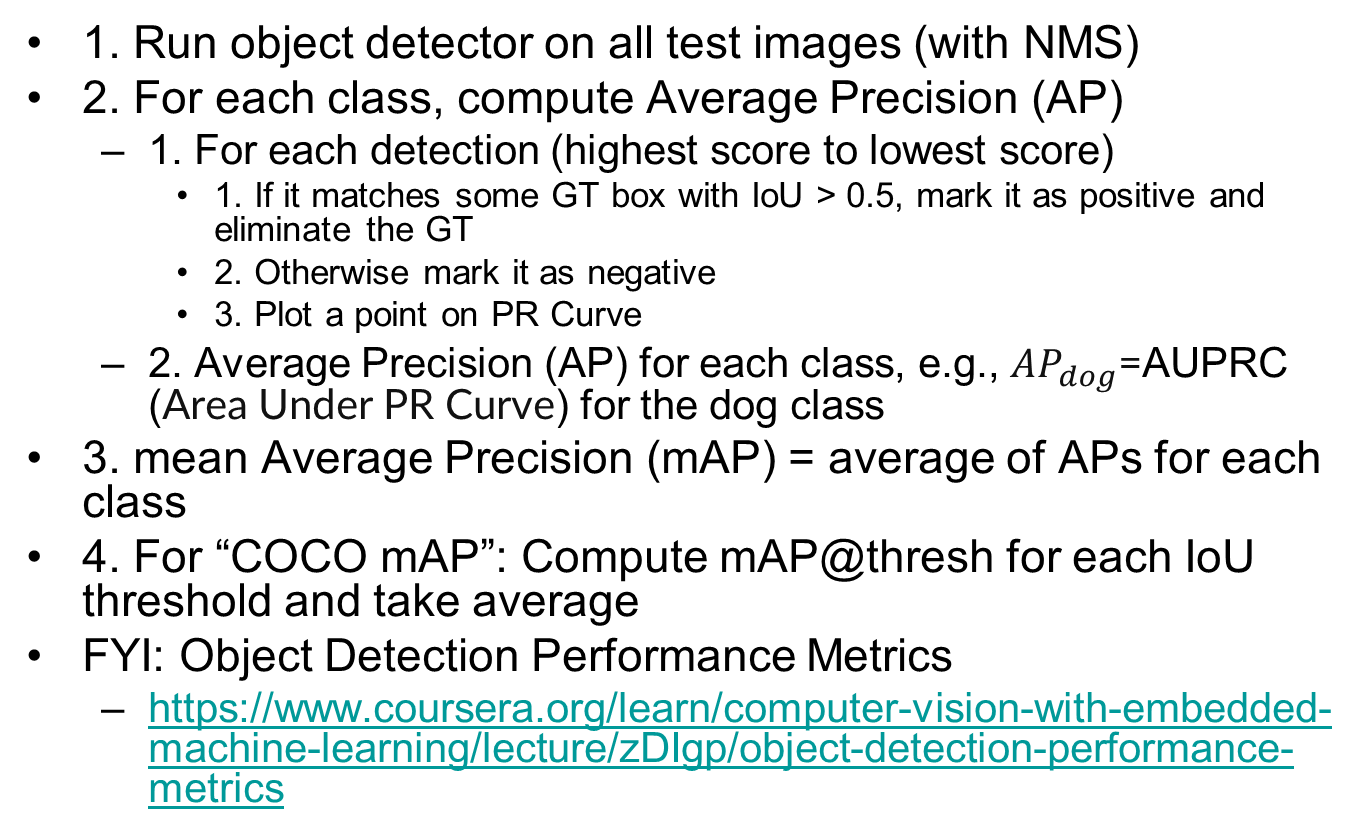 • 1. Run object detector on all test images (with NMS)
• 2. For each class, compute Average Precision (AP)
– 1. For each detection (highest score to lowest score)
• 1. If it matches some GT box with IoU > 0.5, mark it as positive and
eliminate the GT
• 2. Otherwise mark it as negative
• 3. Plot a point on PR Curve
– 2. Average Precision (AP) for each class, e.g., AP_dog=AUPRC
(Area Under PR Curve) for the dog class
• 3. mean Average Precision (mAP) = average of APs for each
class
• 4. For “COCO mAP”: Compute mAP@thresh for each IoU
threshold and take average
• FYI: Object Detection Performance Metrics
– https://www.coursera.org/learn/computer-vision-with-embedded-
machine-learning/lecture/zDIgp/object-detection-performance-
metrics